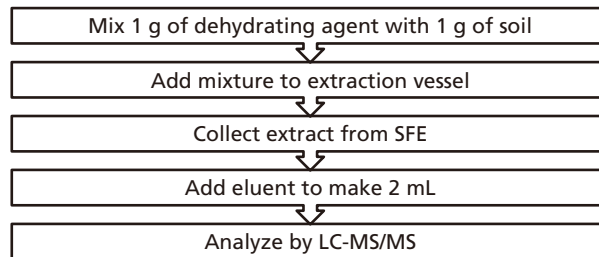 Mix 1 g of dehydrating agent with 1 g of soil
Add mixture to extraction vessel
Collect extract from SFE
Add eluent to make 2 mL
Analyze by LC-MS/MS